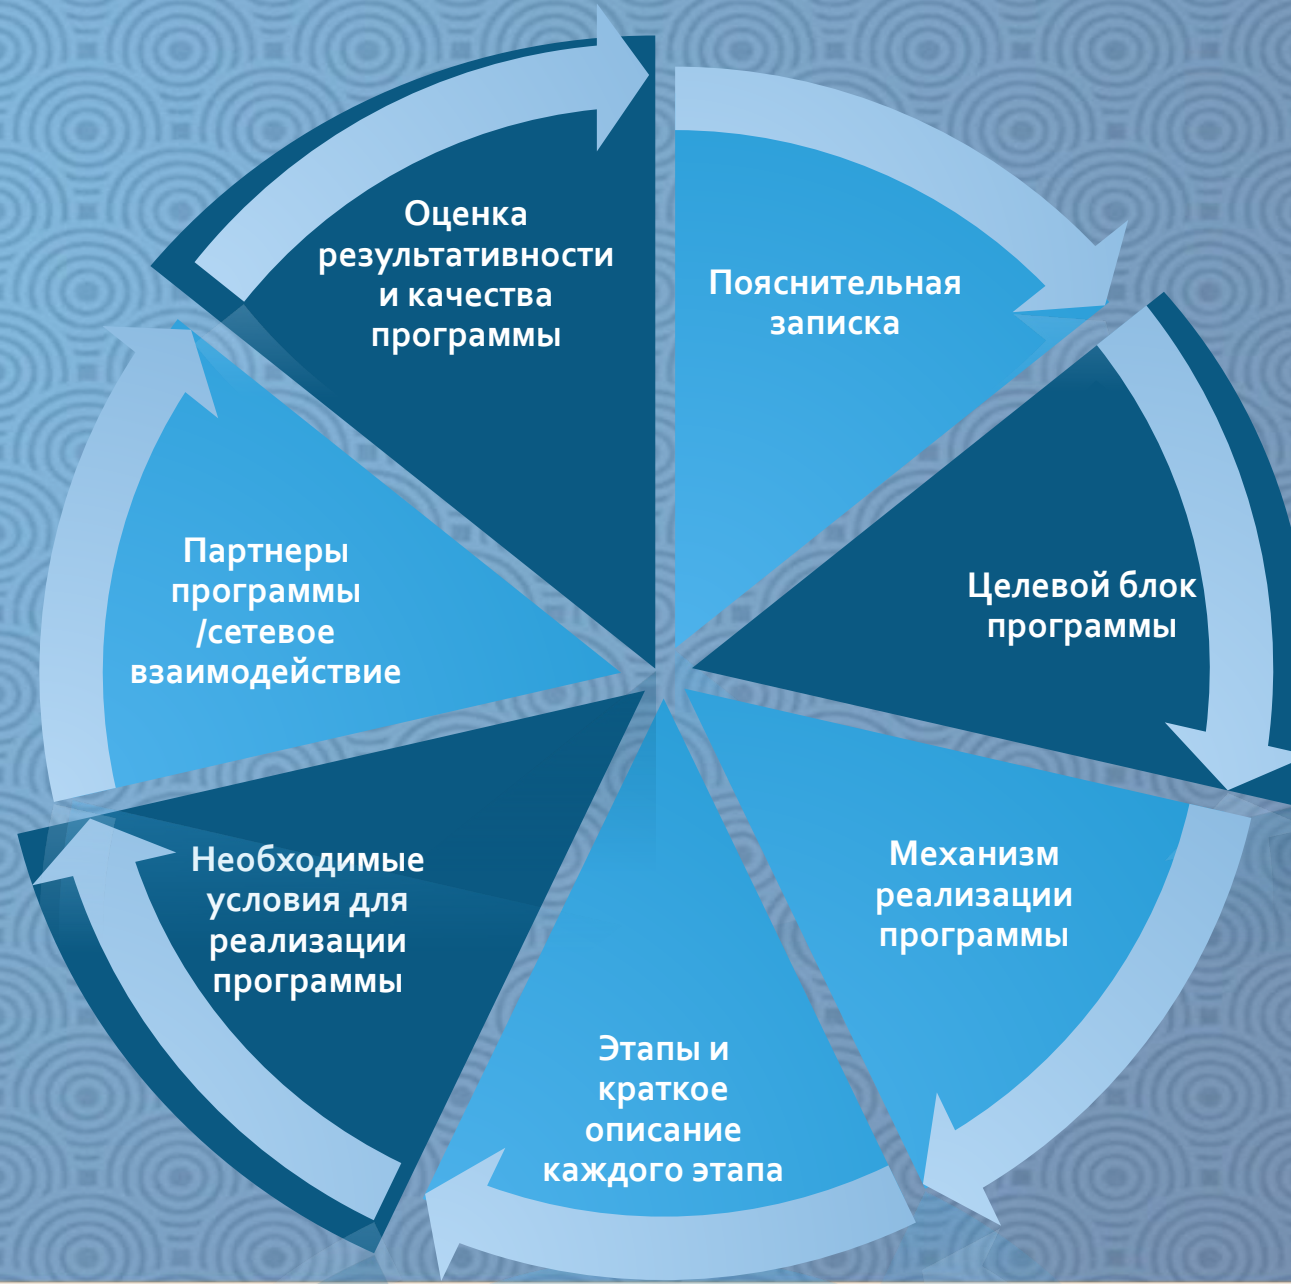 Пояснительная
записка
Целевой блок
программы
Механизм
реализации
программы
Этапы и
краткое
описание
каждого этапа
Необходимые
условия для
реализации
программы
Партнеры
программы
/сетевое
взаимодействие
Оценка
результативности
и качества
программы